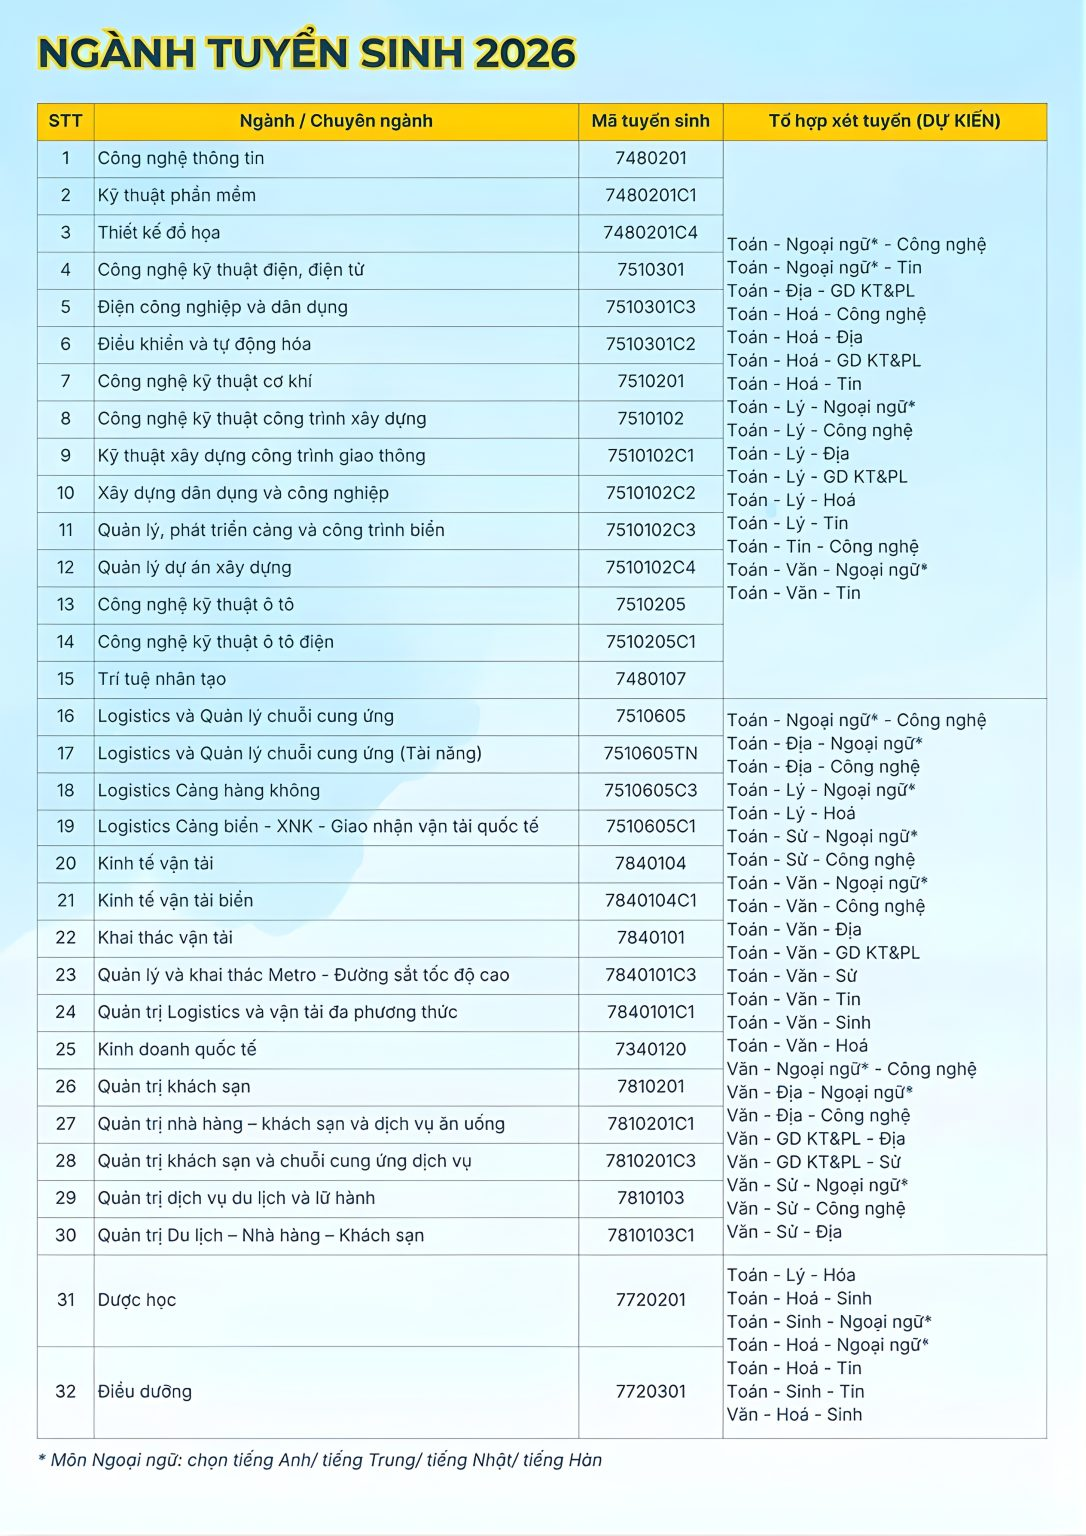 NGÀNH TUYỂN SINH 2026
STT Ngành / Chuyên ngành Mã tuyển sinh Tổ hợp xét tuyển (DỰ KIẾN)
1 Công nghệ thông tin 7480201
2 Kỹ thuật phần mềm 7480201C1
3 Thiết kế đồ họa 7480201C4
4 Công nghệ kỹ thuật điện, điện tử 7510301
5 Điện công nghiệp và dân dụng 7510301C3
6 Điều khiển và tự động hóa 7510301C2
7 Công nghệ kỹ thuật cơ khí 7510201
8 Công nghệ kỹ thuật công trình xây dựng 7510102
9 Kỹ thuật xây dựng công trình giao thông 7510102C1
10 Xây dựng dân dụng và công nghiệp 7510102C2
11 Quản lý, phát triển cảng và công trình biển 7510102C3
12 Quản lý dự án xây dựng 7510102C4
13 Công nghệ kỹ thuật ô tô 7510205
14 Công nghệ kỹ thuật ô tô điện 7510205C1
15 Trí tuệ nhân tạo 7480107
Toán - Ngoại ngữ* - Công nghệ
Toán - Ngoại ngữ* - Tin
Toán - Địa - GD KT&PL
Toán - Hoá - Công nghệ
Toán - Hoá - Địa
Toán - Hoá - GD KT&PL
Toán - Hoá - Tin
Toán - Lý - Ngoại ngữ*
Toán - Lý - Công nghệ
Toán - Lý - Địa
Toán - Lý - GD KT&PL
Toán - Lý - Hoá
Toán - Lý - Tin
Toán - Tin - Công nghệ
Toán - Văn - Ngoại ngữ*
Toán - Văn - Tin
16 Logistics và Quản lý chuỗi cung ứng 7510605
17 Logistics và Quản lý chuỗi cung ứng (Tài năng) 7510605TN
18 Logistics Cảng hàng không 7510605C3
19 Logistics Cảng biển - XNK - Giao nhận vận tải quốc tế 7510605C1
20 Kinh tế vận tải 7840104
21 Kinh tế vận tải biển 7840104C1
22 Khai thác vận tải 7840101
23 Quản lý và khai thác Metro - Đường sắt tốc độ cao 7840101C3
24 Quản trị Logistics và vận tải đa phương thức 7840101C1
25 Kinh doanh quốc tế 7340120
26 Quản trị khách sạn 7810201
27 Quản trị nhà hàng – khách sạn và dịch vụ ăn uống 7810201C1
28 Quản trị khách sạn và chuỗi cung ứng dịch vụ 7810201C3
29 Quản trị dịch vụ du lịch và lữ hành 7810103
30 Quản trị Du lịch – Nhà hàng – Khách sạn 7810103C1
Toán - Ngoại ngữ* - Công nghệ
Toán - Địa - Ngoại ngữ*
Toán - Địa - Công nghệ
Toán - Lý - Ngoại ngữ*
Toán - Lý - Hoá
Toán - Sử - Ngoại ngữ*
Toán - Sử - Công nghệ
Toán - Văn - Ngoại ngữ*
Toán - Văn - Công nghệ
Toán - Văn - Địa
Toán - Văn - GD KT&PL
Toán - Văn - Sử
Toán - Văn - Tin
Toán - Văn - Sinh
Toán - Văn - Hoá
Văn - Ngoại ngữ* - Công nghệ
Văn - Địa - Ngoại ngữ*
Văn - Địa - Công nghệ
Văn - GD KT&PL - Địa
Văn - GD KT&PL - Sử
Văn - Sử - Ngoại ngữ*
Văn - Sử - Công nghệ
Văn - Sử - Địa
31 Dược học 7720201
32 Điều dưỡng 7720301
Toán - Lý - Hóa
Toán - Hoá - Sinh
Toán - Sinh - Ngoại ngữ*
Toán - Hoá - Ngoại ngữ*
Toán - Hoá - Tin
Toán - Sinh - Tin
Văn - Hoá - Sinh
* Môn Ngoại ngữ: chọn tiếng Anh/ tiếng Trung/ tiếng Nhật/ tiếng Hàn